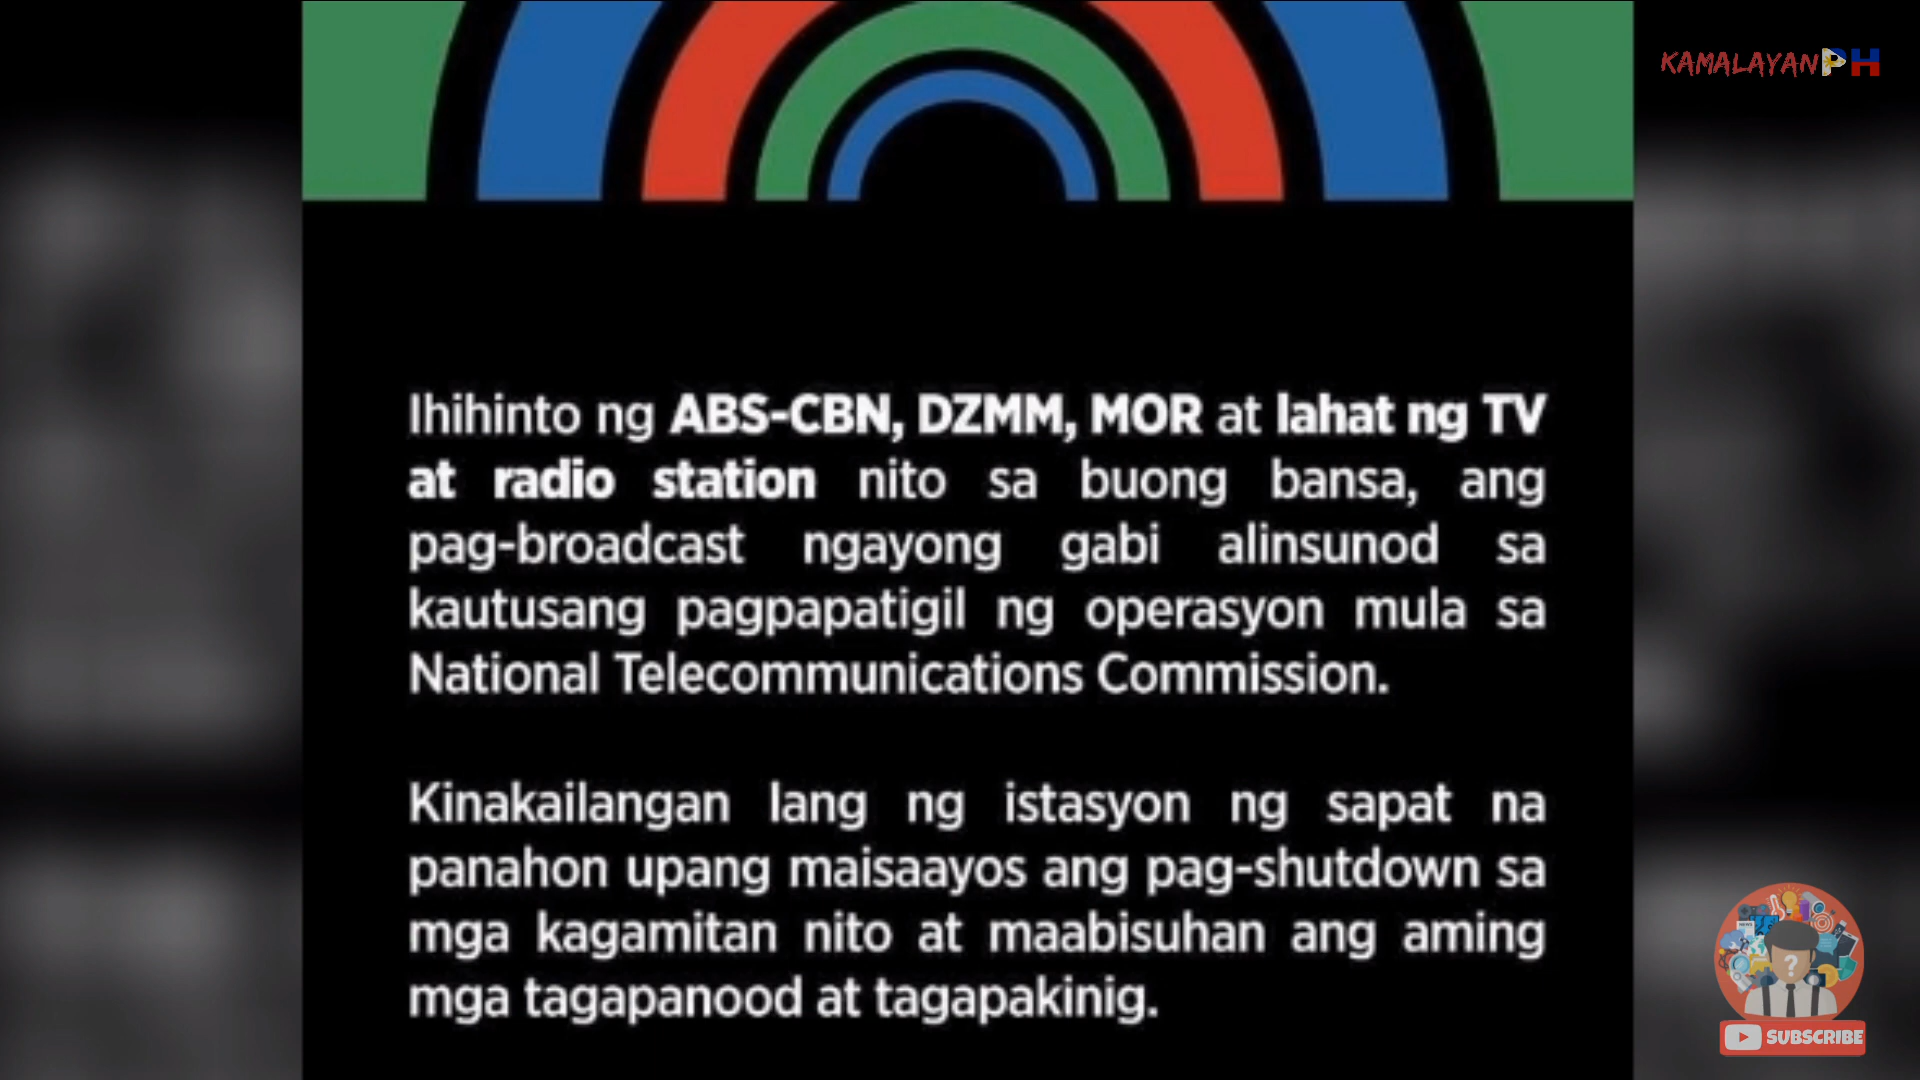 KAMALAYANPH
Ihihinto ng ABS-CBN, DZMM, MOR at lahat ng TV
at radio station nito sa buong bansa, ang
pag-broadcast ngayong gabi alinsunod sa
kautusang pagpapatigil ng operasyon mula sa
National Telecommunications Commission.
Kinakailangan lang ng istasyon ng sapat na
panahon upang maisaayos ang pag-shutdown sa
mga kagamitan nito at maabisuhan ang aming
mga tagapanood at tagapakinig.
?
SUBSCRIBE